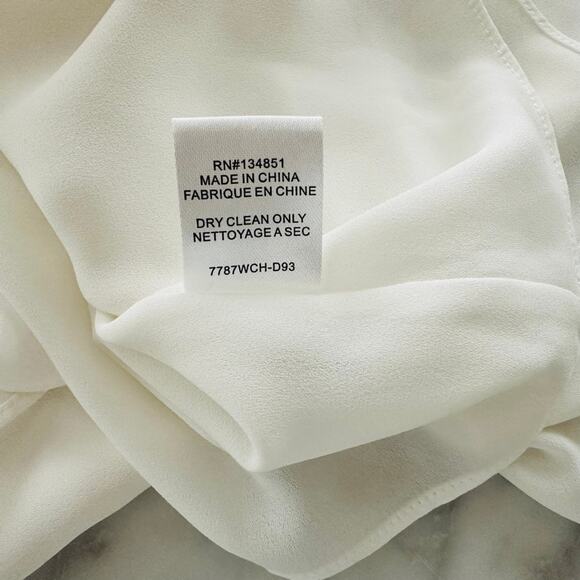 RN#134851
MADE IN CHINA
FABRIQUE EN CHINE
DRY CLEAN ONLY
NETTOYAGE A SEC
7787WCH-D93